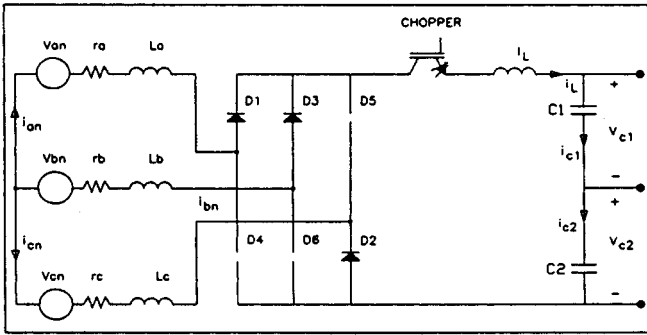 CHOPPER
Van ra La
iL
iL
+
D1 D3 D5
C1
Vc1
ian
ic1
Vbn rb Lb
ibn
-
+
icn
ic2
Vc2
D4 D6 D2
C2
Vcn rc Lc
-